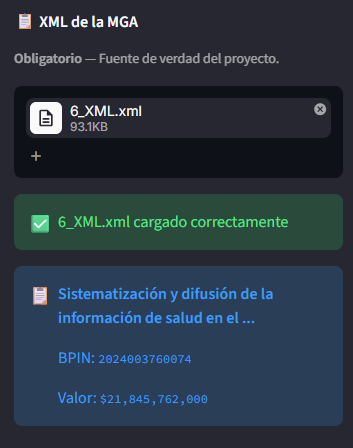 XML de la MGA
Obligatorio — Fuente de verdad del proyecto.
6_XML.xml
93.1KB
+
6_XML.xml cargado correctamente
Sistematización y difusión de la
información de salud en el ...
BPIN: 2024003760074
Valor: $21,845,762,000